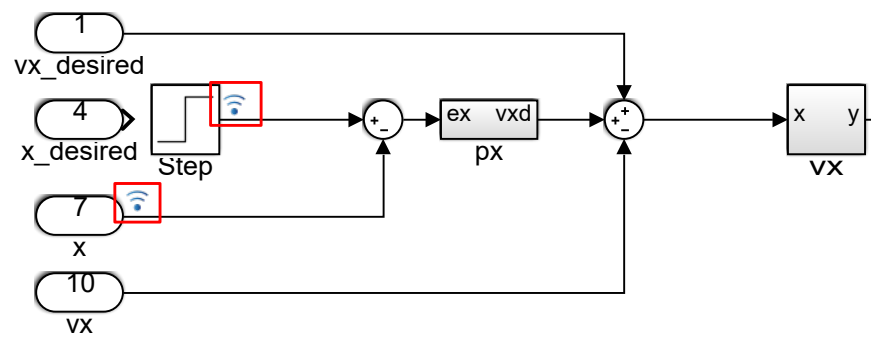 1
vx_desired
4
x_desired
Step
+
−
ex vxd
px
+
+
−
x y
vx
7
x
10
vx